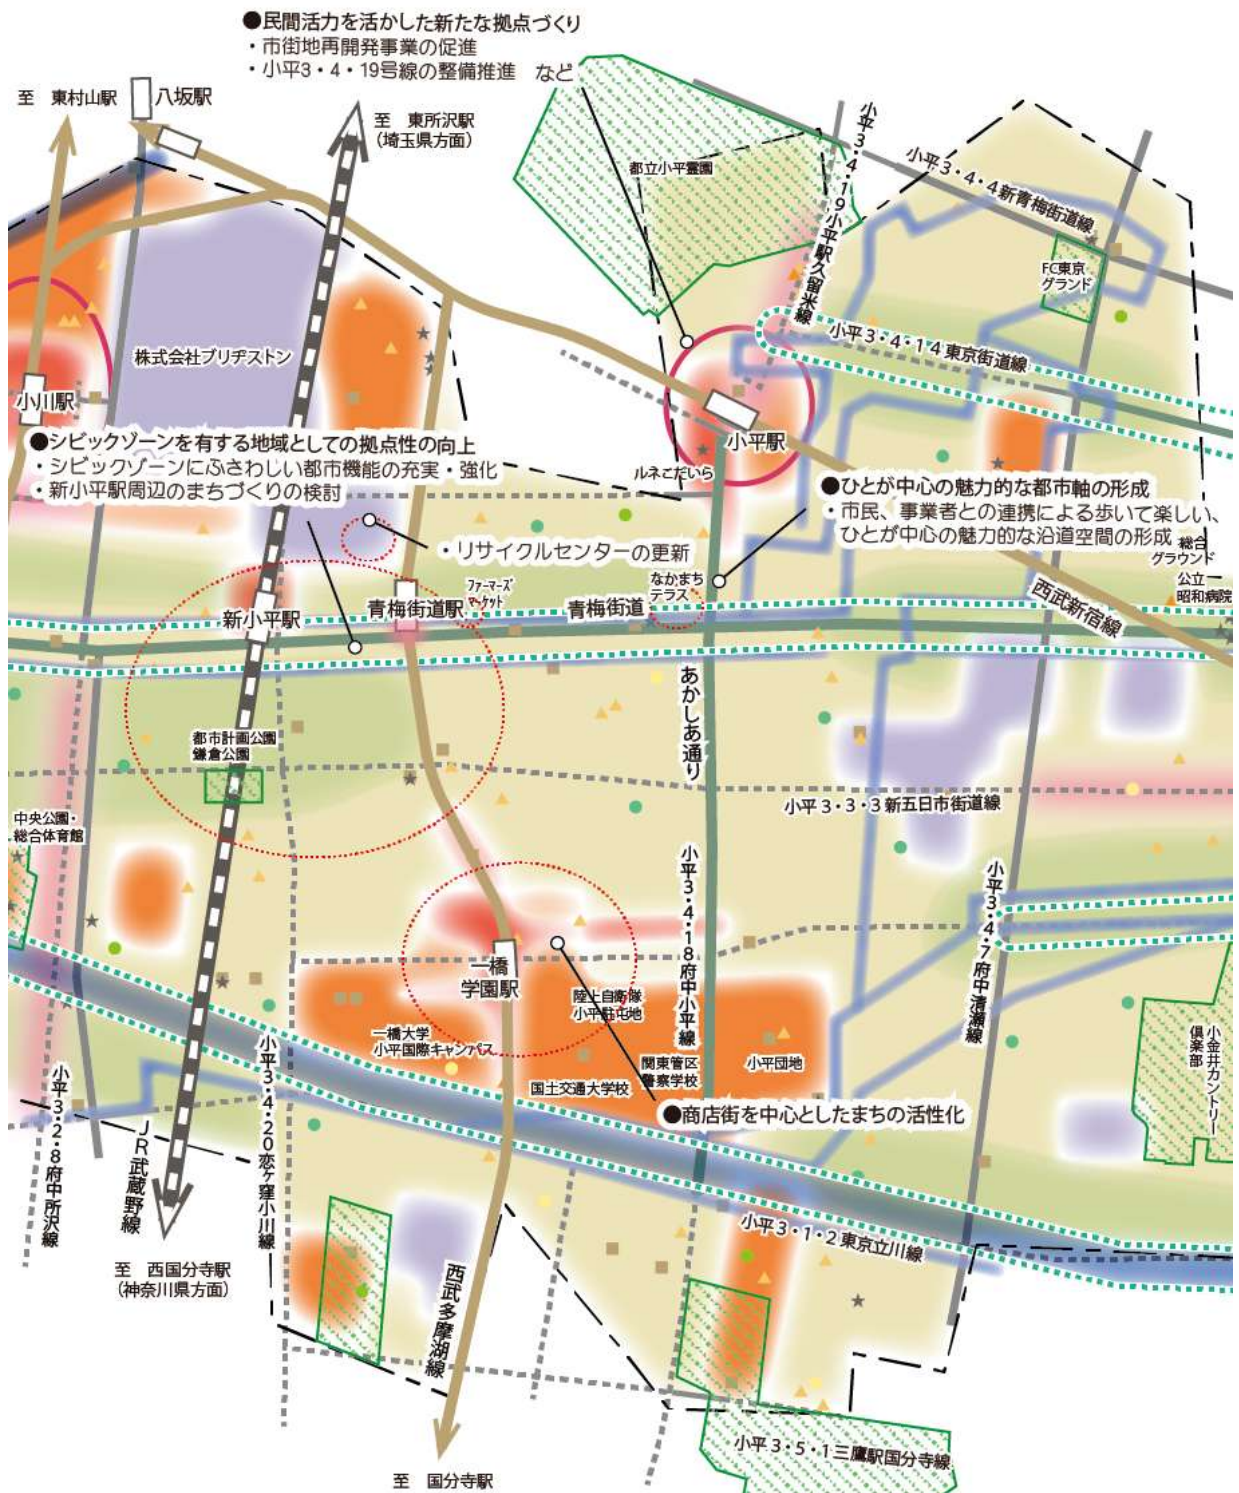 ●民間活力を活かした新たな拠点づくり
・市街地再開発事業の促進
・小平3・4・19号線の整備推進　など
至　東村山駅
八坂駅
至　東所沢駅
（埼玉県方面）
小平3・4・19小平駅久留米線
小平3・4・4新青梅街道線
都立小平霊園
FC東京
グランド
小平3・4・14東京街道線
株式会社ブリヂストン
小川駅
小平駅
ルネこだいら
●シビックゾーンを有する地域としての拠点性の向上
・シビックゾーンにふさわしい都市機能の充実・強化
・新小平駅周辺のまちづくりの検討
●ひとが中心の魅力的な都市軸の形成
・市民、事業者との連携による歩いて楽しい、
ひとが中心の魅力的な沿道空間の形成
・リサイクルセンターの更新
総合
グラウンド
公立
昭和病院
新小平駅
青梅街道駅
ファーマーズ
マーケット
青梅街道
なかまち
テラス
西武新宿線
あかしあ通り
都市計画公園
鎌倉公園
小平3・3・3新五日市街道線
中央公園・
総合体育館
小平3・4・18府中小平線
小平3・4・7府中清瀬線
一橋
学園駅
陸上自衛隊
小平駐屯地
一橋大学
小平国際キャンパス
国土交通大学校
関東管区
警察学校
小平団地
小金井カントリー
倶楽部
●商店街を中心としたまちの活性化
小平3・2・8府中所沢線
JR武蔵野線
小平3・4・20恋ヶ窪小川線
小平3・1・2東京立川線
至　西国分寺駅
（神奈川県方面）
西武多摩湖線
小平3・5・1三鷹駅国分寺線
至　国分寺駅